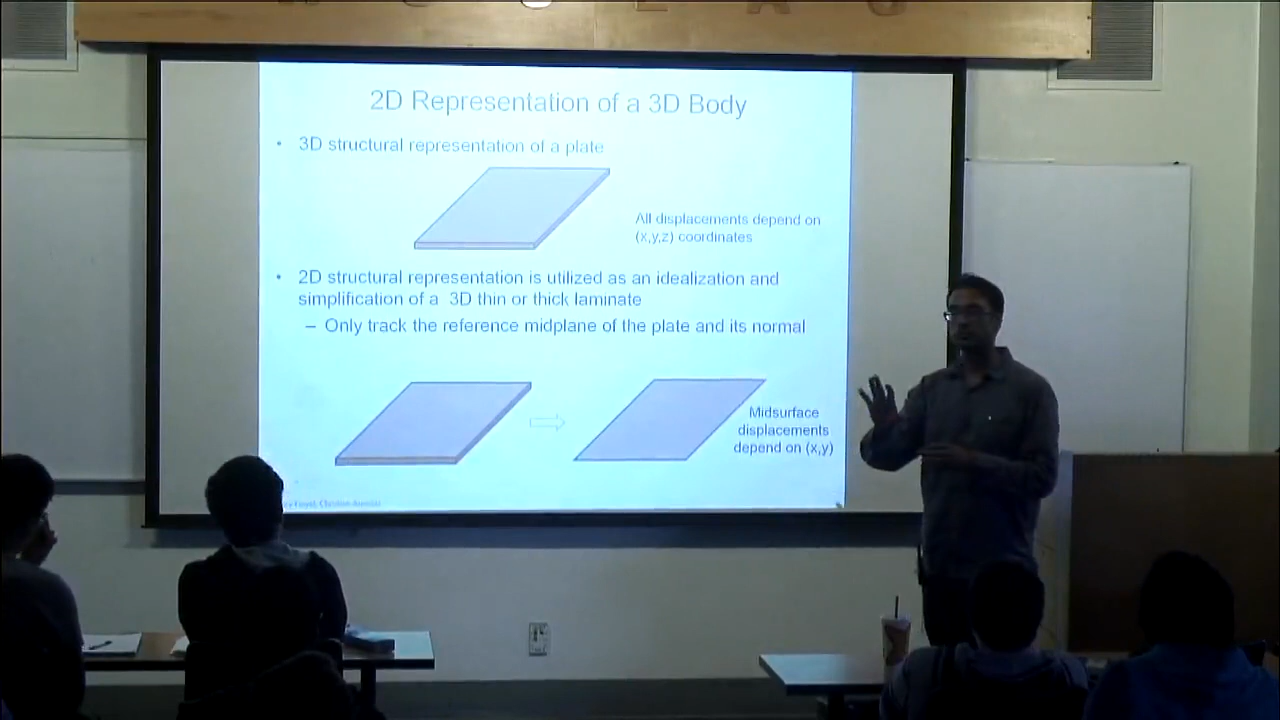 2D Representation of a 3D Body
• 3D structural representation of a plate
All displacements depend on
(x,y,z) coordinates
• 2D structural representation is utilized as an idealization and
simplification of a 3D thin or thick laminate
– Only track the reference midplane of the plate and its normal
Midsurface
displacements
depend on (x,y)